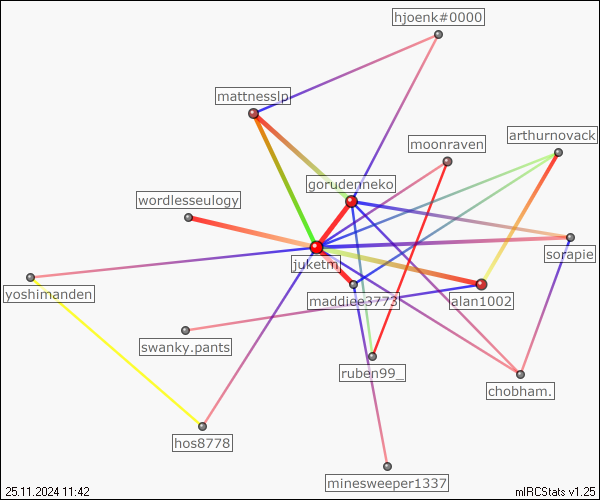 hjoenk#0000
mattnesslp
arthurnovack
moonraven
gorudenneko
wordlesseulogy
sorapie
juketm
yoshimanden
maddiee3773
alan1002
swanky.pants
ruben99_
chobham.
hos8778
minesweeper1337
25.11.2024 11:42
mIRCStats v1.25